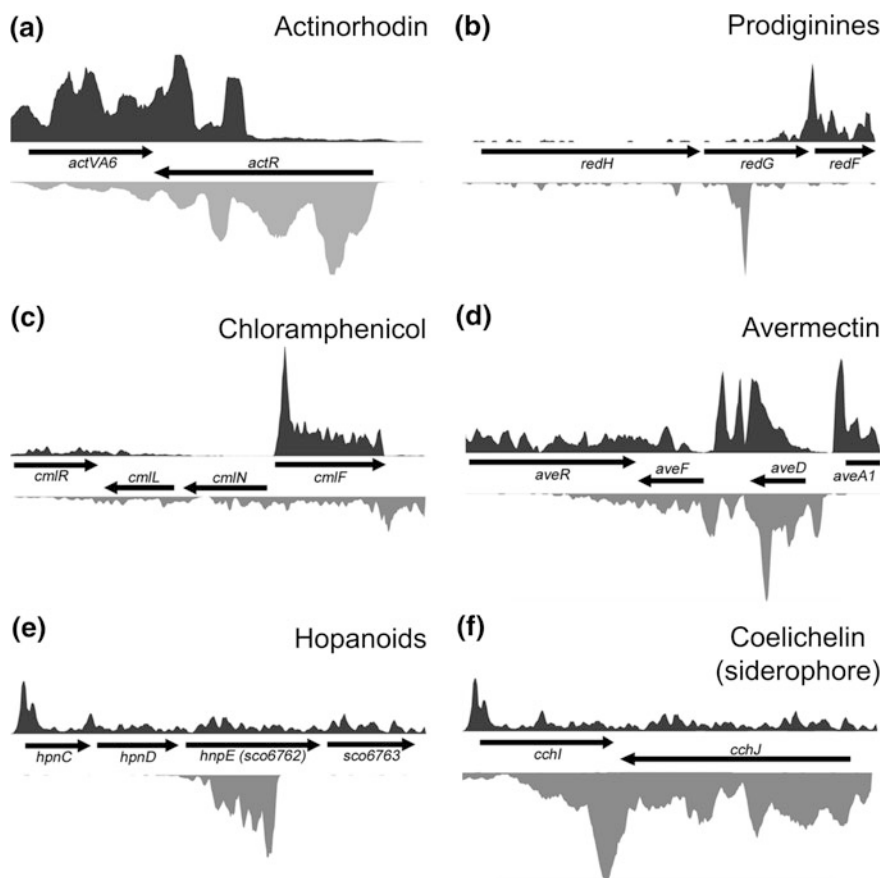 (a) Actinorhodin
actVA6 actR
(b) Prodiginines
redH redG redF
(c) Chloramphenicol
cmlR cmlL cmlN cmlF
(d) Avermectin
aveR aveF aveD aveA1
(e) Hopanoids
hpnC hpnD hnpE (sco6762) sco6763
(f) Coelichelin
(siderophore)
cchI cchJ